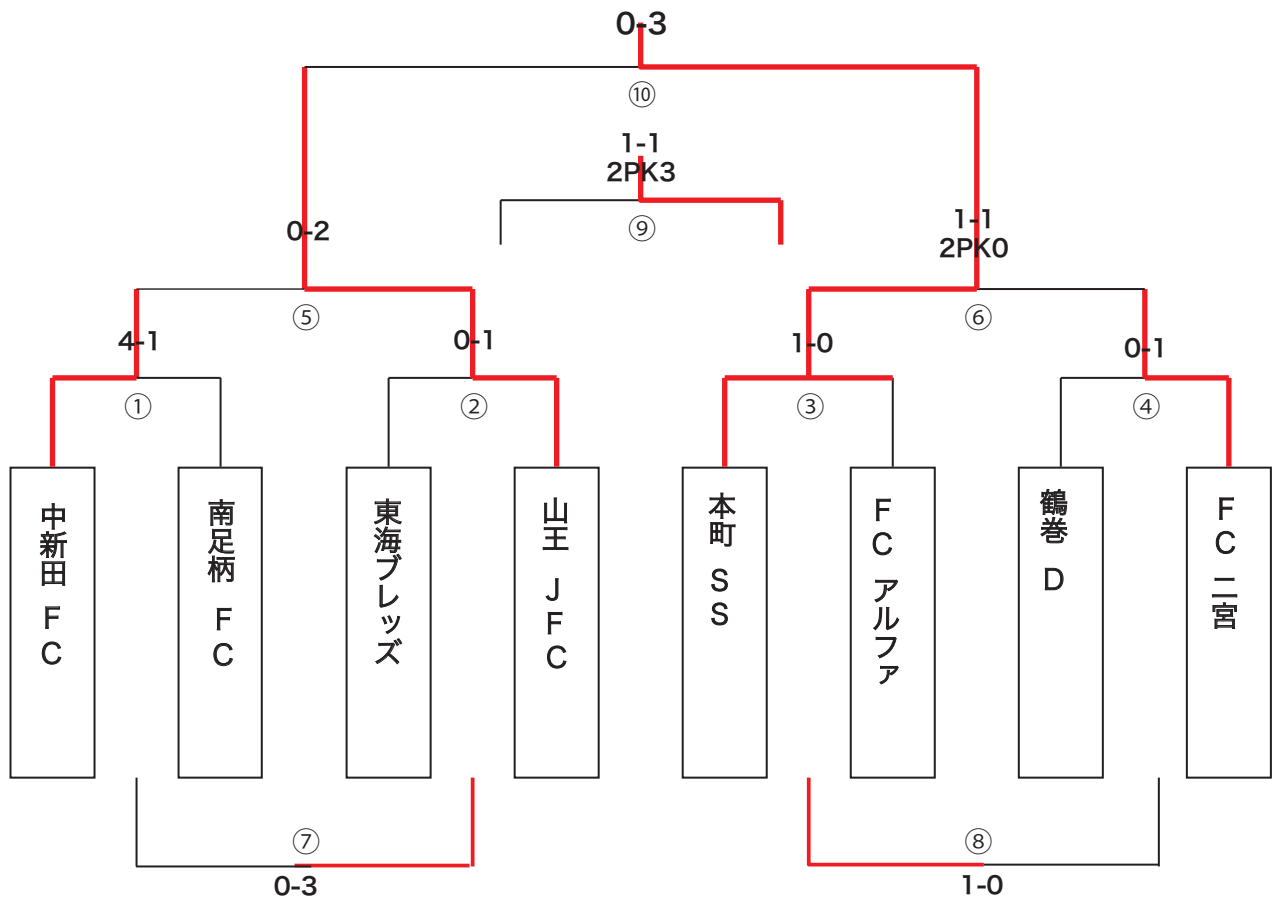 0-3
⑩
1-1
2PK3
⑨
0-2
1-1
2PK0
⑤
⑥
4-1
0-1
1-0
0-1
①
②
③
④
中新田 FC
南足柄 FC
東海ブレッズ
山王 JFC
本町 SS
FC アルファ
鶴巻 D
FC 二宮
⑦
⑧
0-3
1-0